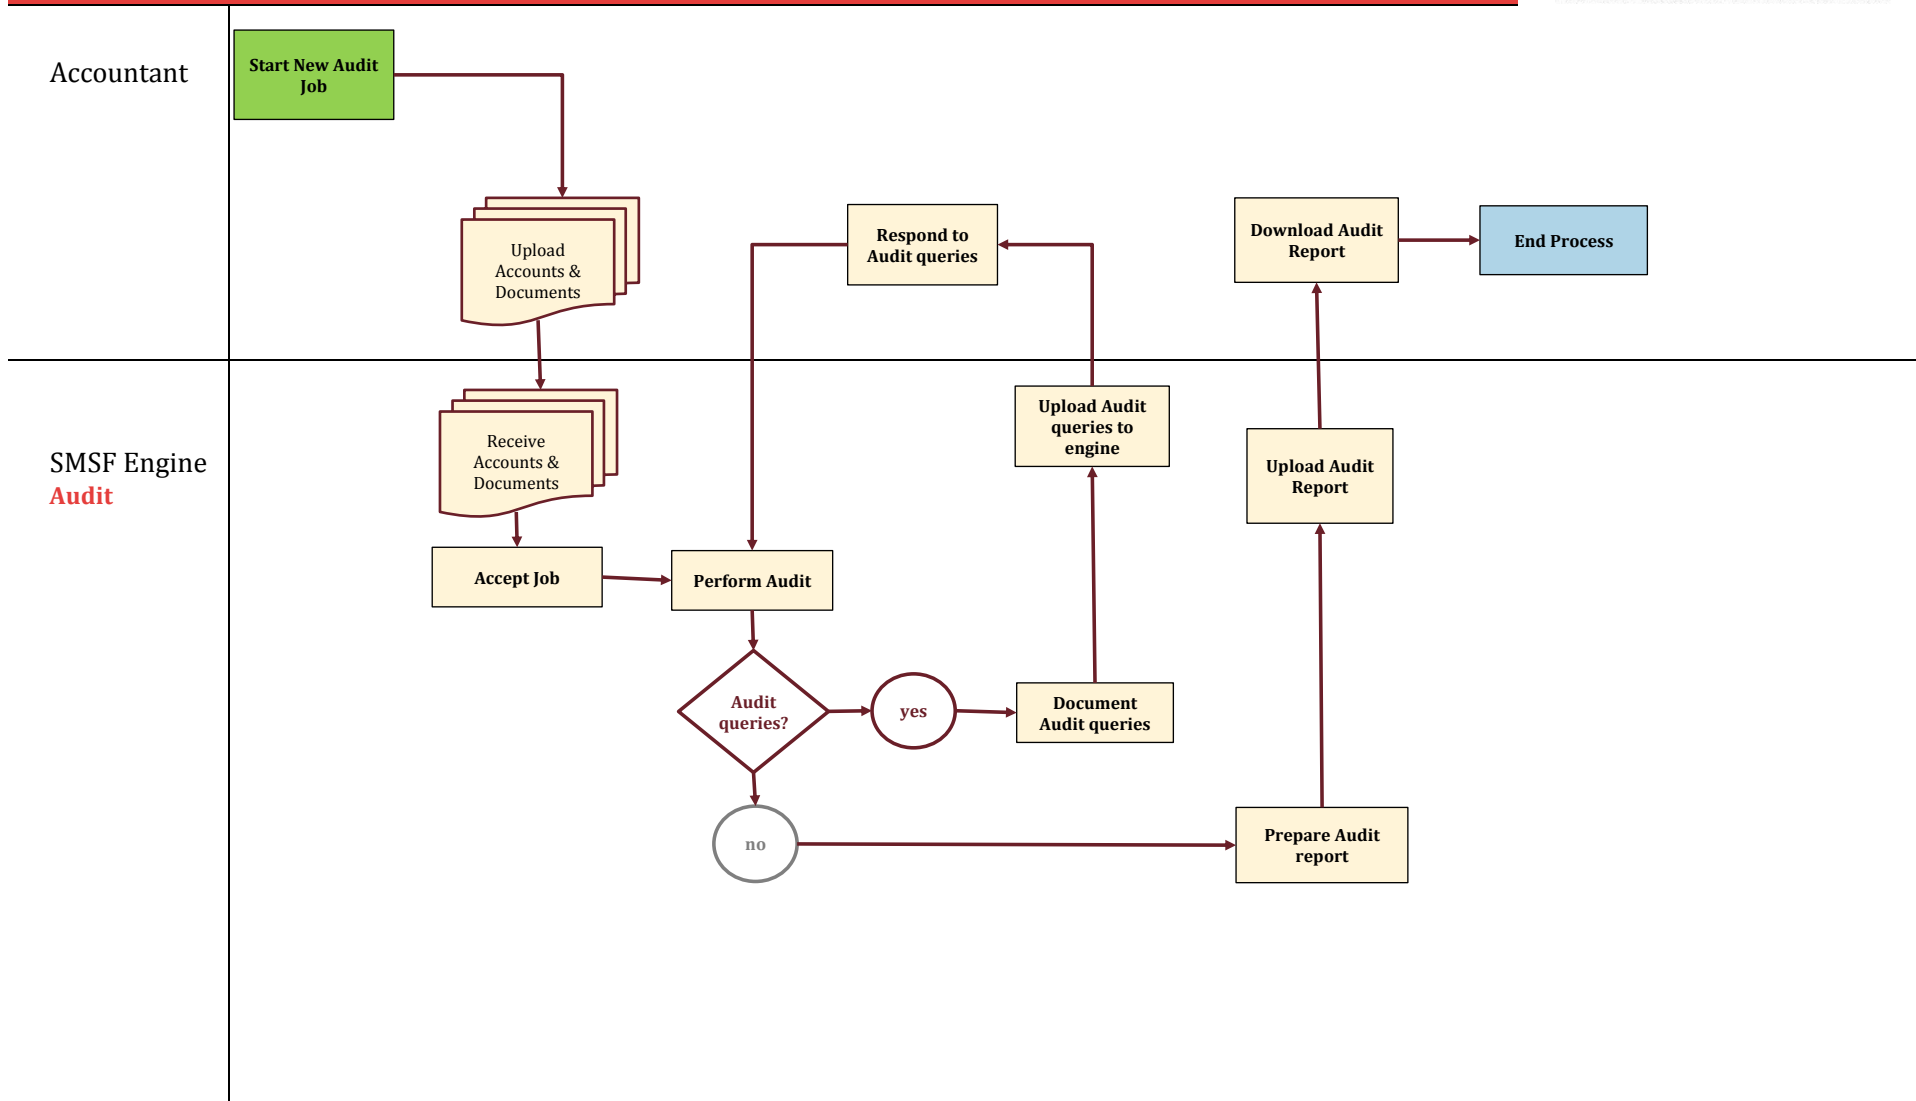 Accountant
Start New Audit
Job
Upload
Accounts &
Documents
Respond to
Audit queries
Download Audit
Report
End Process
SMSF Engine
Audit
Receive
Accounts &
Documents
Upload Audit
queries to
engine
Upload Audit
Report
Accept Job
Perform Audit
Audit
queries?
yes
Document
Audit queries
no
Prepare Audit
report